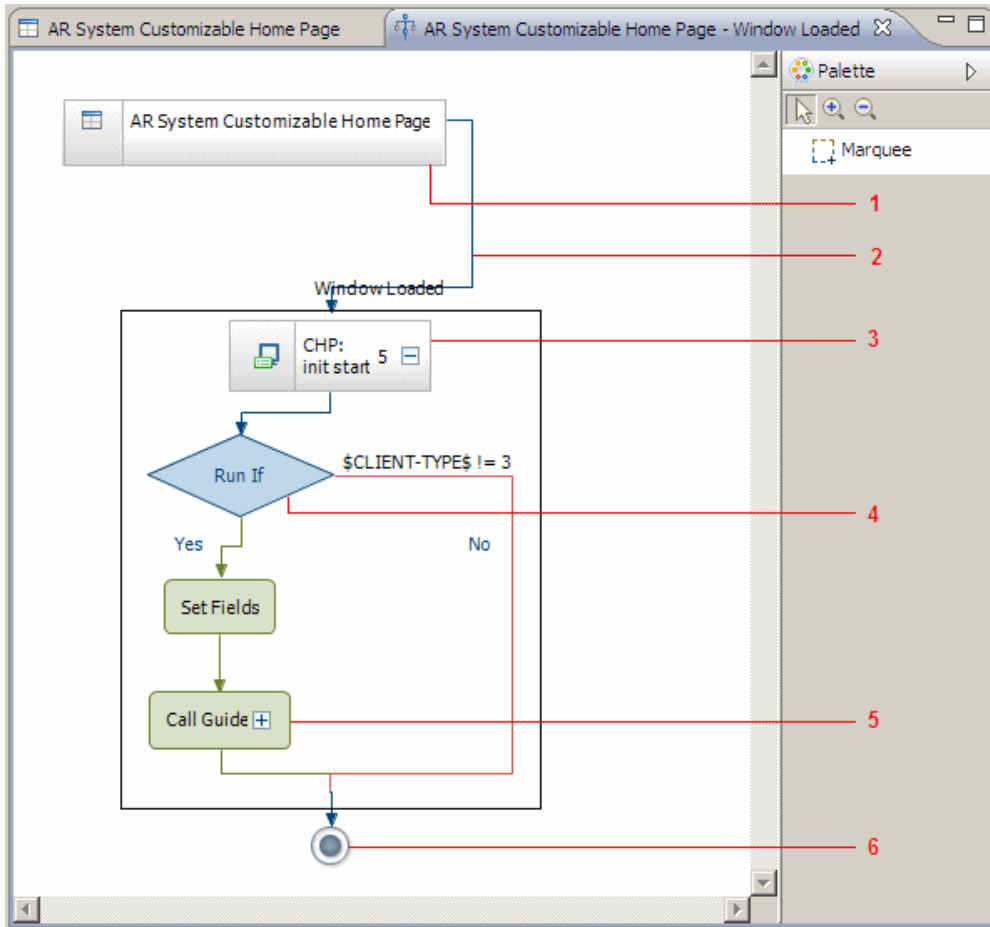 AR System Customizable Home Page
AR System Customizable Home Page - Window Loaded
Palette
Marquee
AR System Customizable Home Page
1
2
Window Loaded
CHP:
init start 5
3
Run If
$CLIENT-TYPE$ != 3
4
Yes
No
Set Fields
Call Guide
5
6